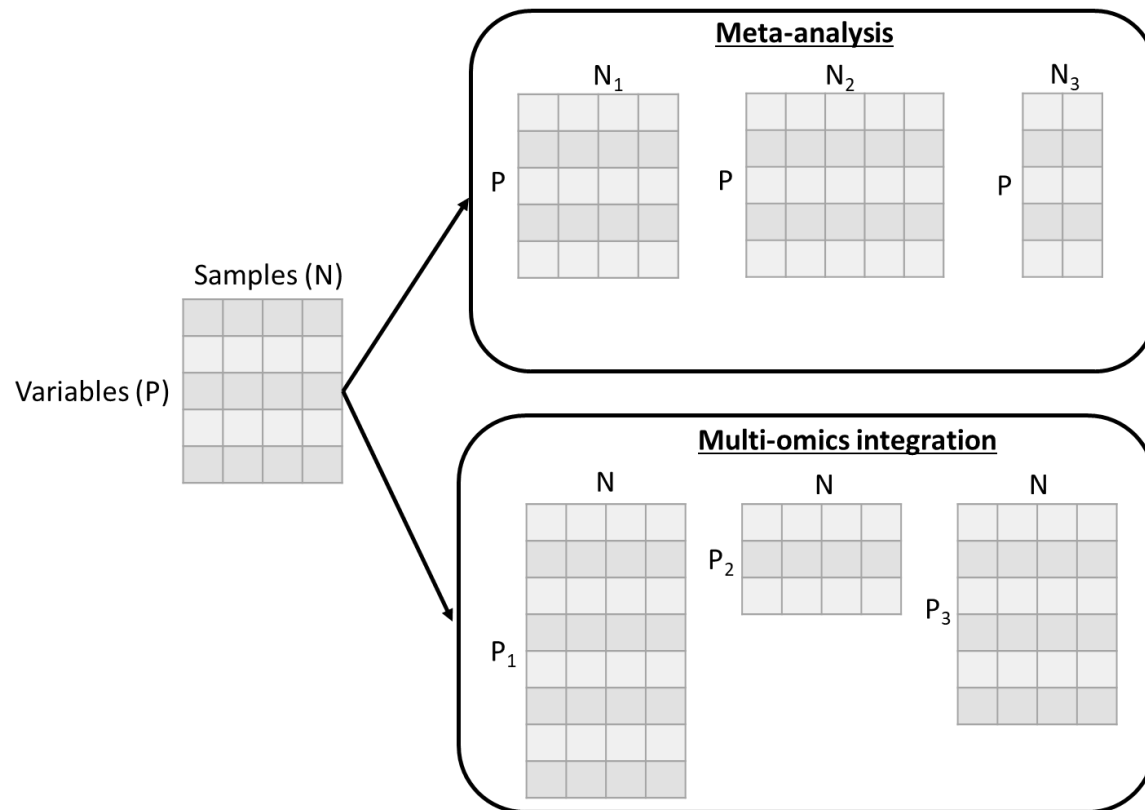 Meta-analysis
N₁ N₂ N₃
P P P
Samples (N)
Variables (P)
Multi-omics integration
N N N
P₂
P₃
P₁